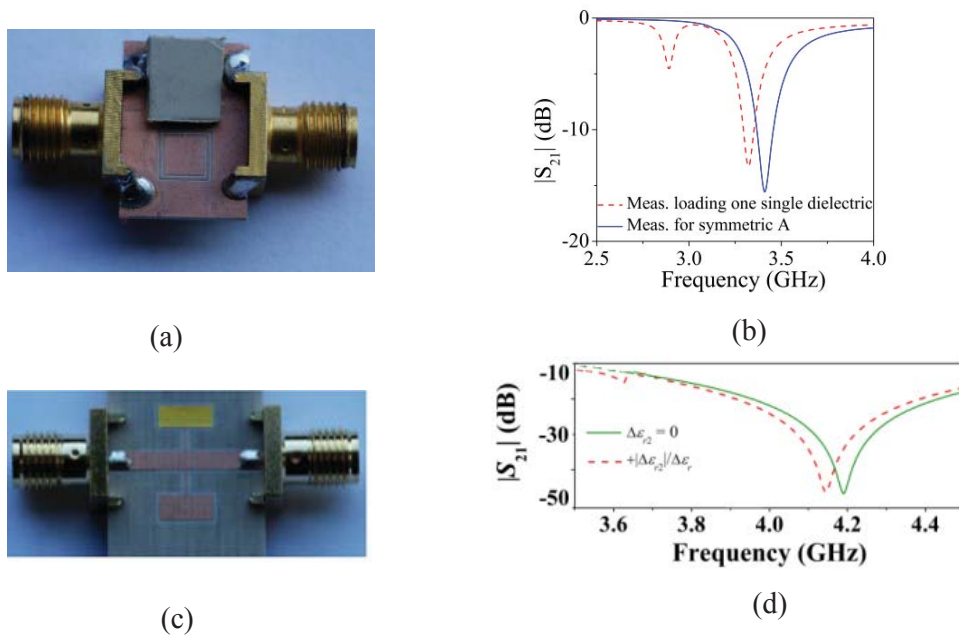 0
-10
-20
|S21| (dB)
Meas. loading one single dielectric
Meas. for symmetric A
2.5 3.0 3.5 4.0
Frequency (GHz)
(a)
(b)
-10
-30
-50
|S21| (dB)
Δεr2 = 0
+|Δεr2|/Δεr
3.6 3.8 4.0 4.2 4.4
Frequency (GHz)
(c)
(d)